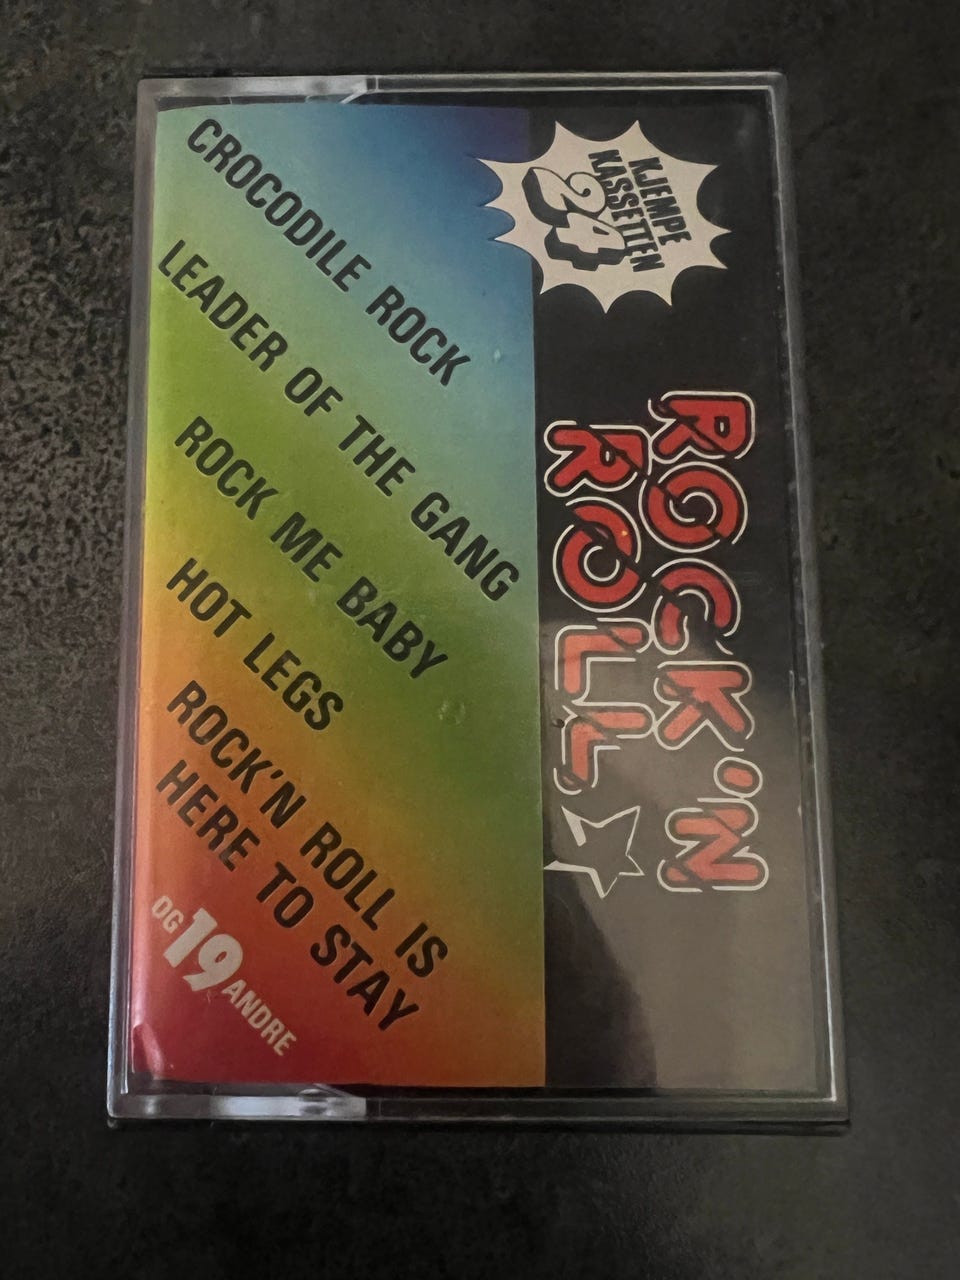 KJEMPE
KASSETTEN
24
ROCK 'N
ROLL
CROCODILE ROCK
LEADER OF THE GANG
ROCK ME BABY
HOT LEGS
ROCK'N ROLL IS
HERE TO STAY
OG 19 ANDRE